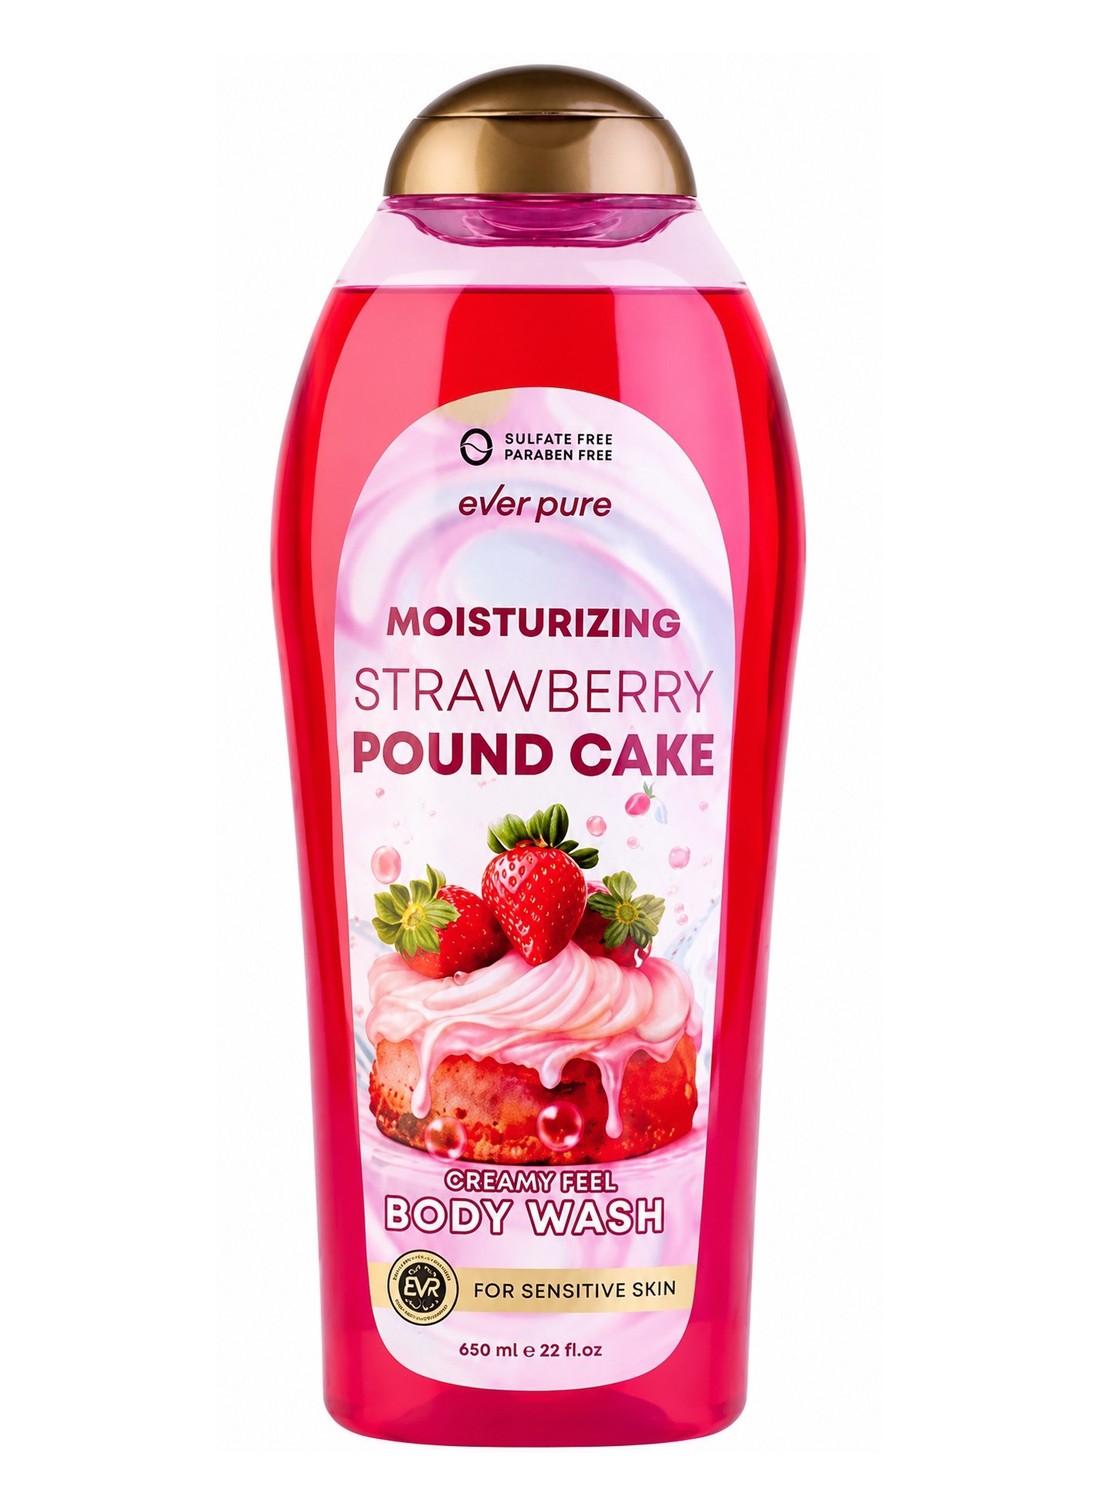 SULFATE FREE
PARABEN FREE
ever pure
MOISTURIZING
STRAWBERRY
POUND CAKE
CREAMY FEEL
BODY WASH
EVR
FOR SENSITIVE SKIN
650 ml e 22 fl.oz